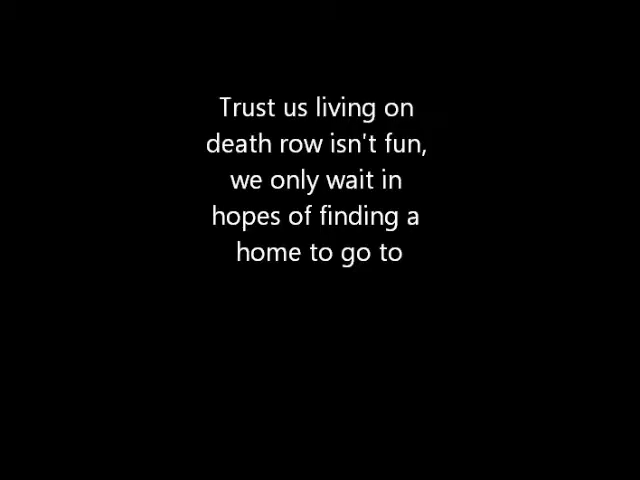 Trust us living on
death row isn't fun,
we only wait in
hopes of finding a
home to go to